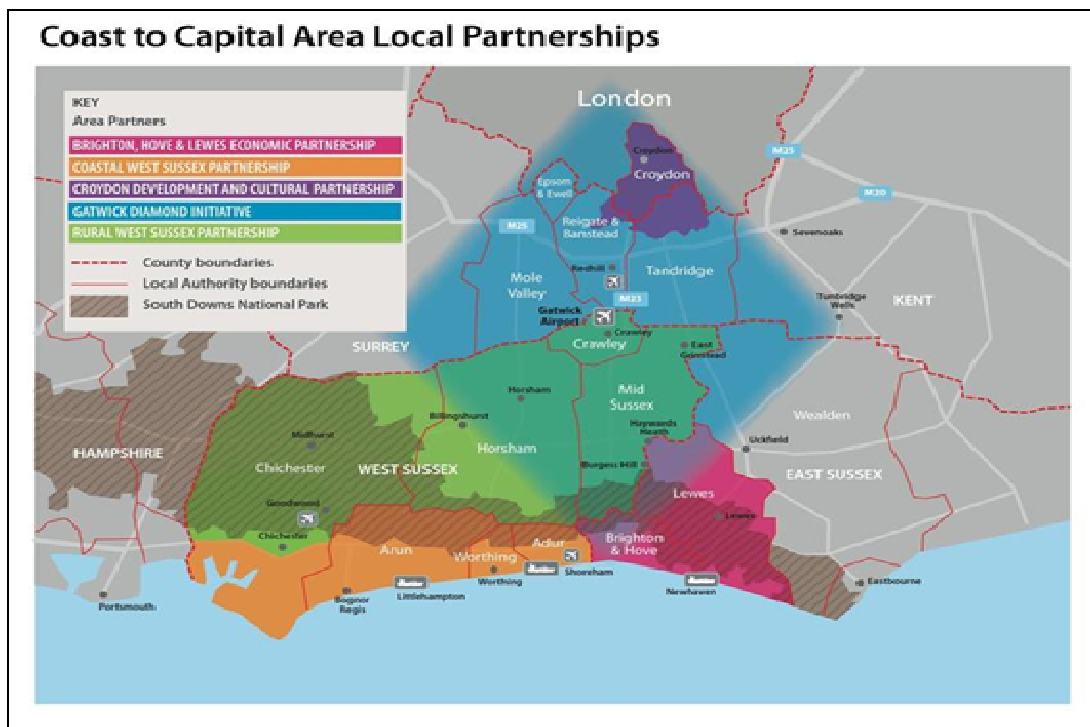 Coast to Capital Area Local Partnerships
KEY
Area Partners
BRIGHTON, HOVE & LEWES ECONOMIC PARTNERSHIP
COASTAL WEST SUSSEX PARTNERSHIP
CROYDON DEVELOPMENT AND CULTURAL PARTNERSHIP
GATWICK DIAMOND INITIATIVE
RURAL WEST SUSSEX PARTNERSHIP
County boundaries
Local Authority boundaries
South Downs National Park
London
Croydon
Croydon
M25
M20
Epsom
& Ewell
M25
Reigate &
Banstead
Sevenoaks
Redhill
Mole
Valley
Tandridge
M23
Tunbridge
Wells
KENT
Gatwick
Airport
Crawley
Crawley
East
Grinstead
SURREY
Horsham
Mid
Sussex
Billingshurst
Haywards
Heath
Wealden
Midhurst
Uckfield
HAMPSHIRE
Chichester
WEST SUSSEX
Horsham
Burgess Hill
EAST SUSSEX
Goodwood
Lewes
Lewes
Chichester
Arun
Worthing
Adur
Brighton
& Hove
Shoreham
Worthing
Eastbourne
Portsmouth
Bognor
Regis
Littlehampton
Newhaven